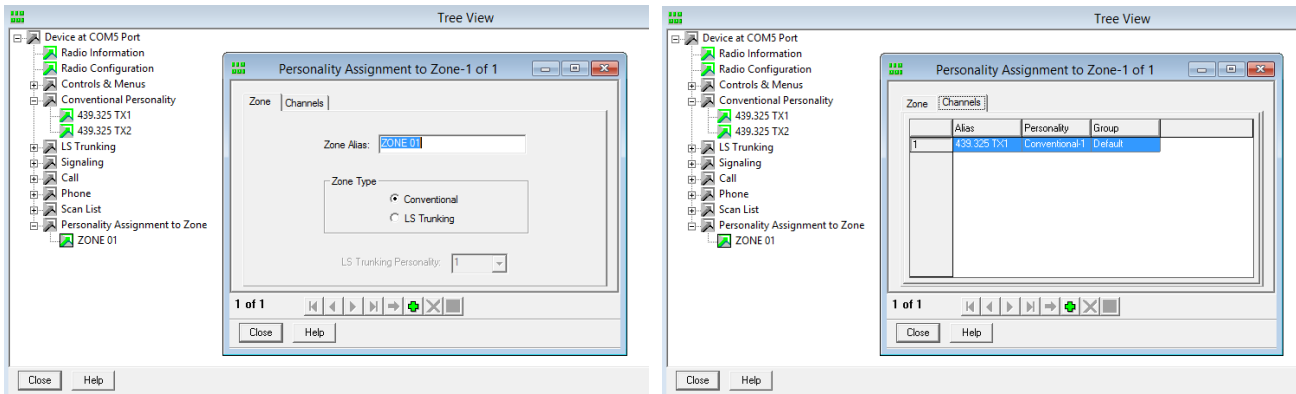 Tree View
Device at COM5 Port
Radio Information
Radio Configuration
Controls & Menus
Conventional Personality
439.325 TX1
439.325 TX2
LS Trunking
Signaling
Call
Phone
Scan List
Personality Assignment to Zone
ZONE 01
Personality Assignment to Zone-1 of 1
Zone Channels
Zone Alias: ZONE 01
Zone Type
Conventional
LS Trunking
LS Trunking Personality: 1
1 of 1
Close Help
Close Help
Tree View
Device at COM5 Port
Radio Information
Radio Configuration
Controls & Menus
Conventional Personality
439.325 TX1
439.325 TX2
LS Trunking
Signaling
Call
Phone
Scan List
Personality Assignment to Zone
ZONE 01
Personality Assignment to Zone-1 of 1
Zone Channels
Alias Personality Group
1 439.325 TX1 Conventional-1 Default
1 of 1
Close Help
Close Help